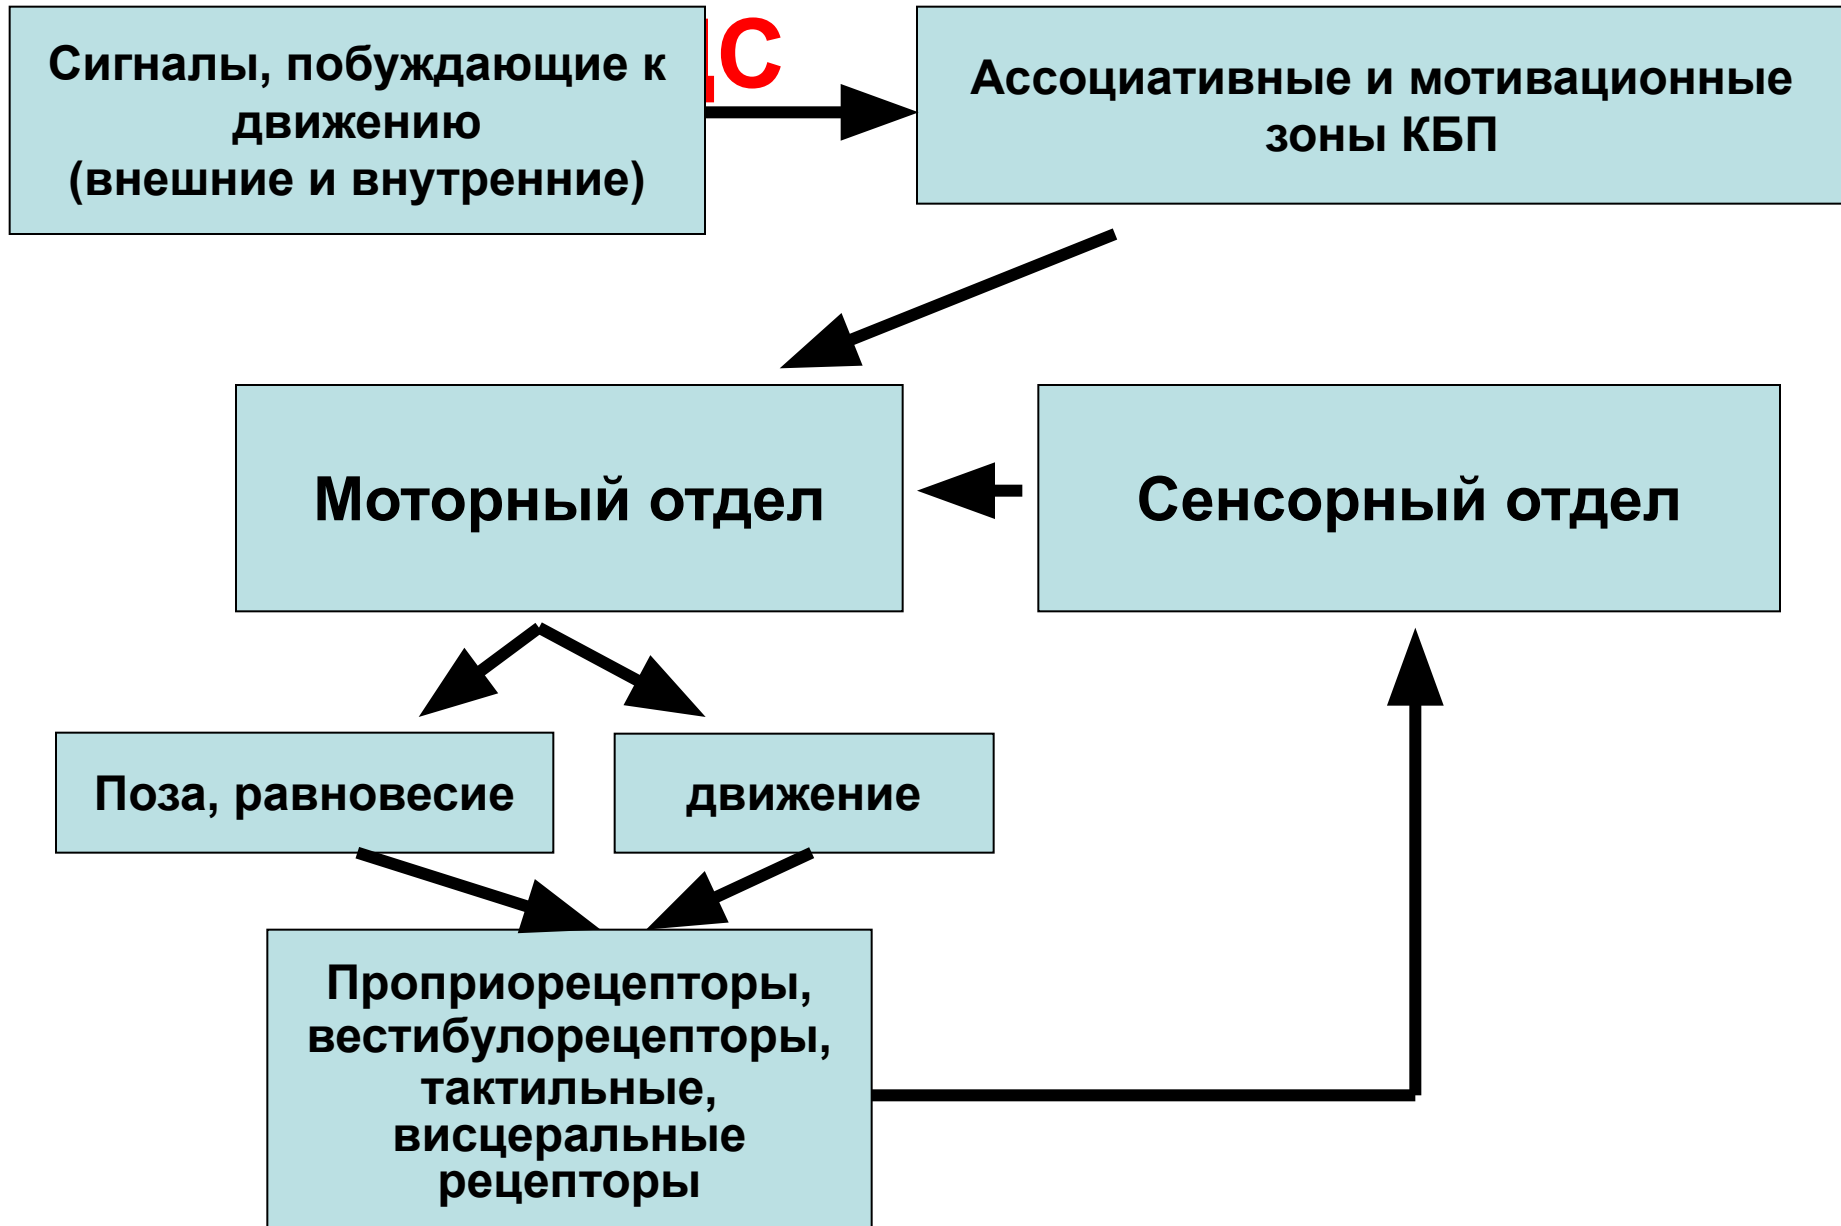 Сигналы, побуждающие к
движению
(внешние и внутренние)
С
Ассоциативные и мотивационные
зоны КБП
Моторный отдел
Сенсорный отдел
Поза, равновесие
движение
Проприорецепторы,
вестибулорецепторы,
тактильные,
висцеральные
рецепторы